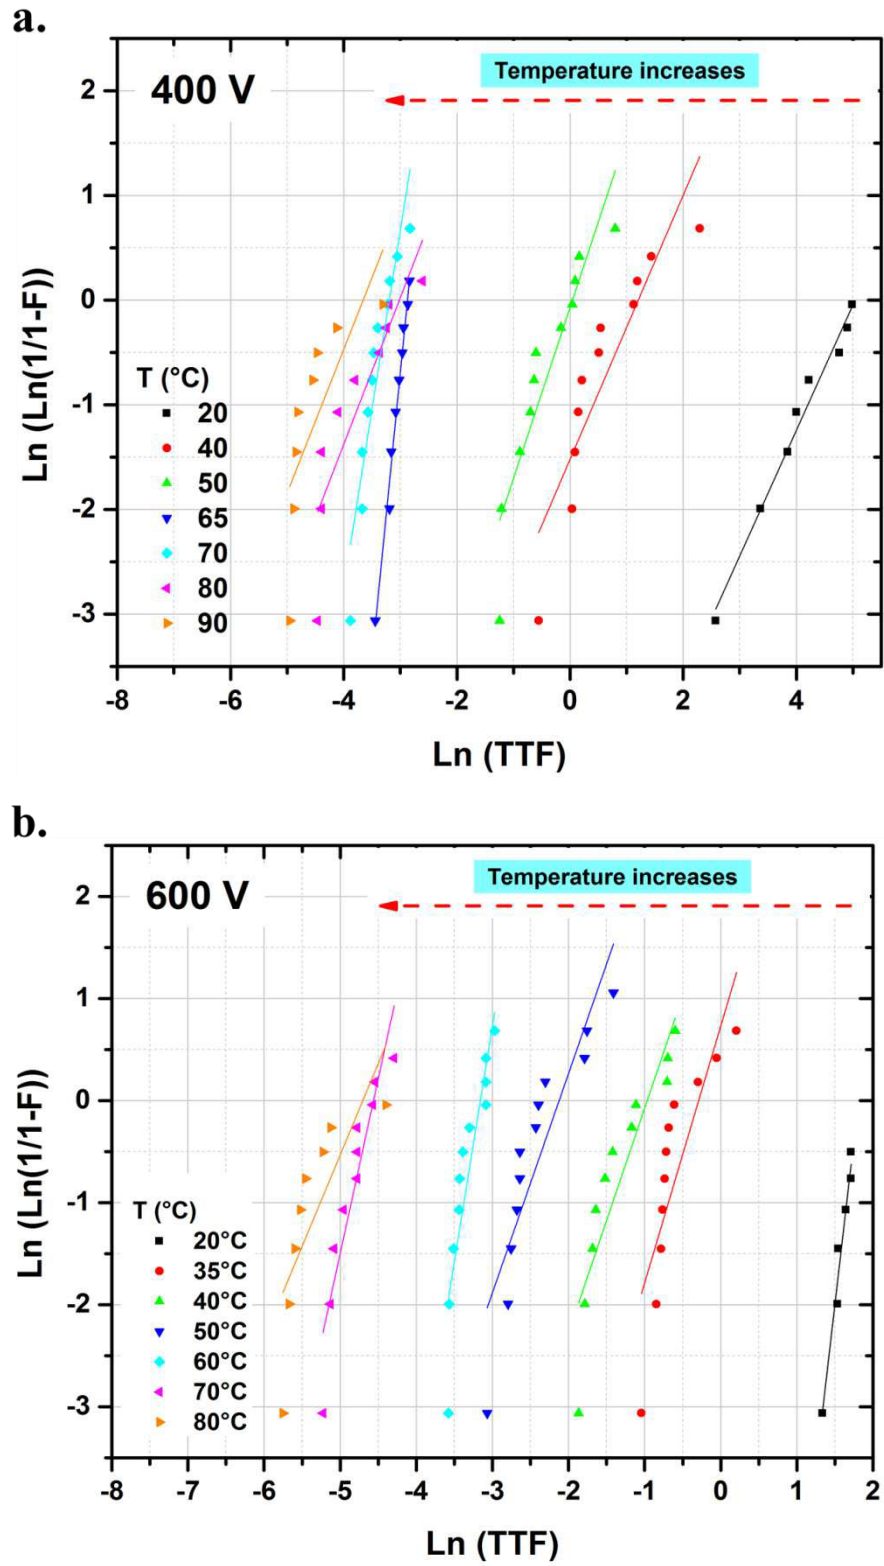 a.
Temperature increases
400 V
2
1
0
-1
-2
-3
Ln (Ln(1/1-F))
T (°C)
20
40
50
65
70
80
90
-8 -6 -4 -2 0 2 4
Ln (TTF)
b.
Temperature increases
600 V
2
1
0
-1
-2
-3
Ln (Ln(1/1-F))
T (°C)
20°C
35°C
40°C
50°C
60°C
70°C
80°C
-8 -7 -6 -5 -4 -3 -2 -1 0 1 2
Ln (TTF)